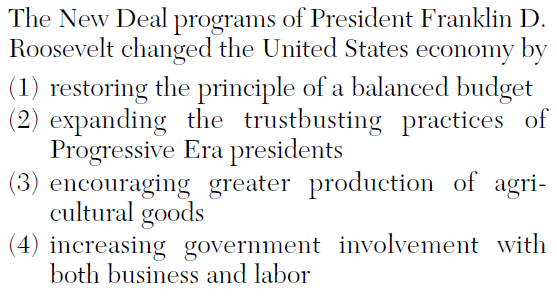 The New Deal programs of President Franklin D.
Roosevelt changed the United States economy by
(1) restoring the principle of a balanced budget
(2) expanding the trustbusting practices of
Progressive Era presidents
(3) encouraging greater production of agri-
cultural goods
(4) increasing government involvement with
both business and labor